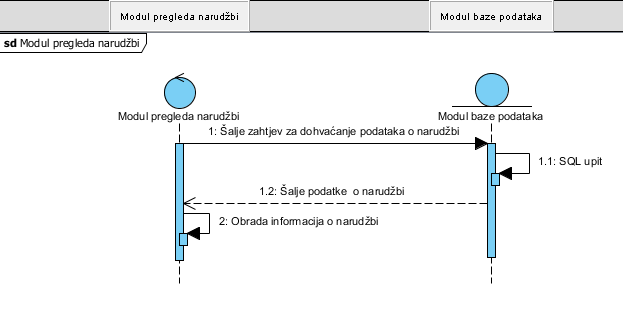 Modul pregleda narudžbi
Modul baze podataka
sd Modul pregleda narudžbi
Modul pregleda narudžbi
Modul baze podataka
1: Šalje zahtjev za dohvaćanje podataka o narudžbi
1.1: SQL upit
1.2: Šalje podatke o narudžbi
2: Obrada informacija o narudžbi